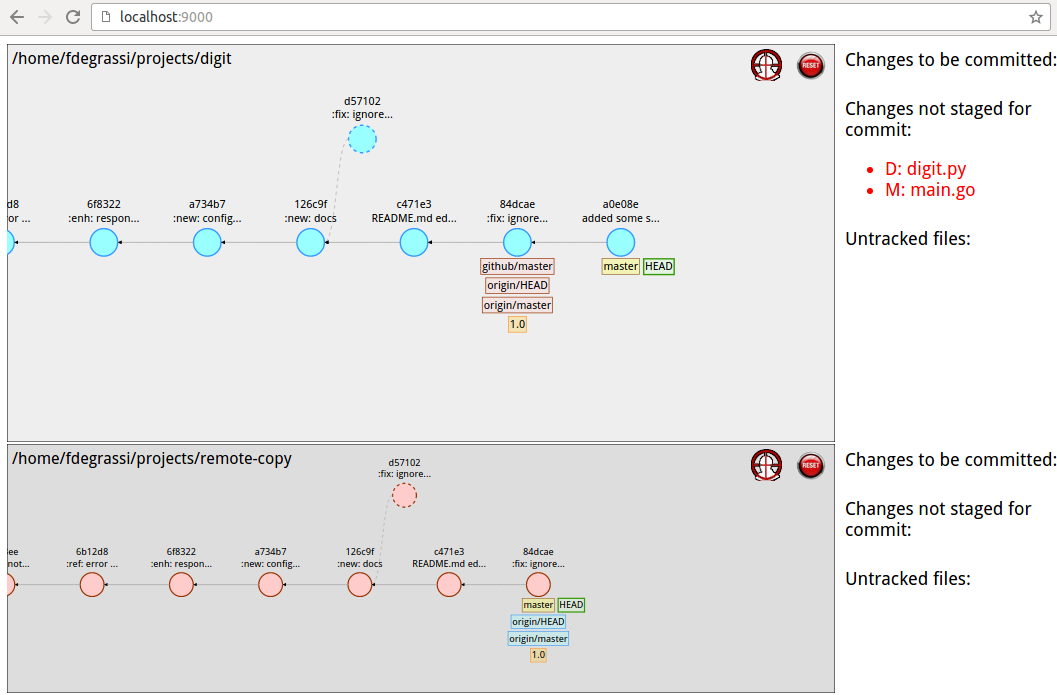 localhost:9000
/home/fdegrassi/projects/digit
RESET
d57102
:fix: ignore...
d8
or ...
6f8322
:enh: respon...
a734b7
:new: config...
126c9f
:new: docs
c471e3
README.md ed...
84dcae
:fix: ignore...
a0e08e
added some s...
github/master
origin/HEAD
origin/master
1.0
master HEAD
Changes to be committed:
Changes not staged for
commit:
D: digit.py
M: main.go
Untracked files:
/home/fdegrassi/projects/remote-copy
RESET
d57102
:fix: ignore...
ee
not...
6b12d8
:ref: error ...
6f8322
:enh: respon...
a734b7
:new: config...
126c9f
:new: docs
c471e3
README.md ed...
84dcae
:fix: ignore...
master HEAD
origin/HEAD
origin/master
1.0
Changes to be committed:
Changes not staged for
commit:
Untracked files: